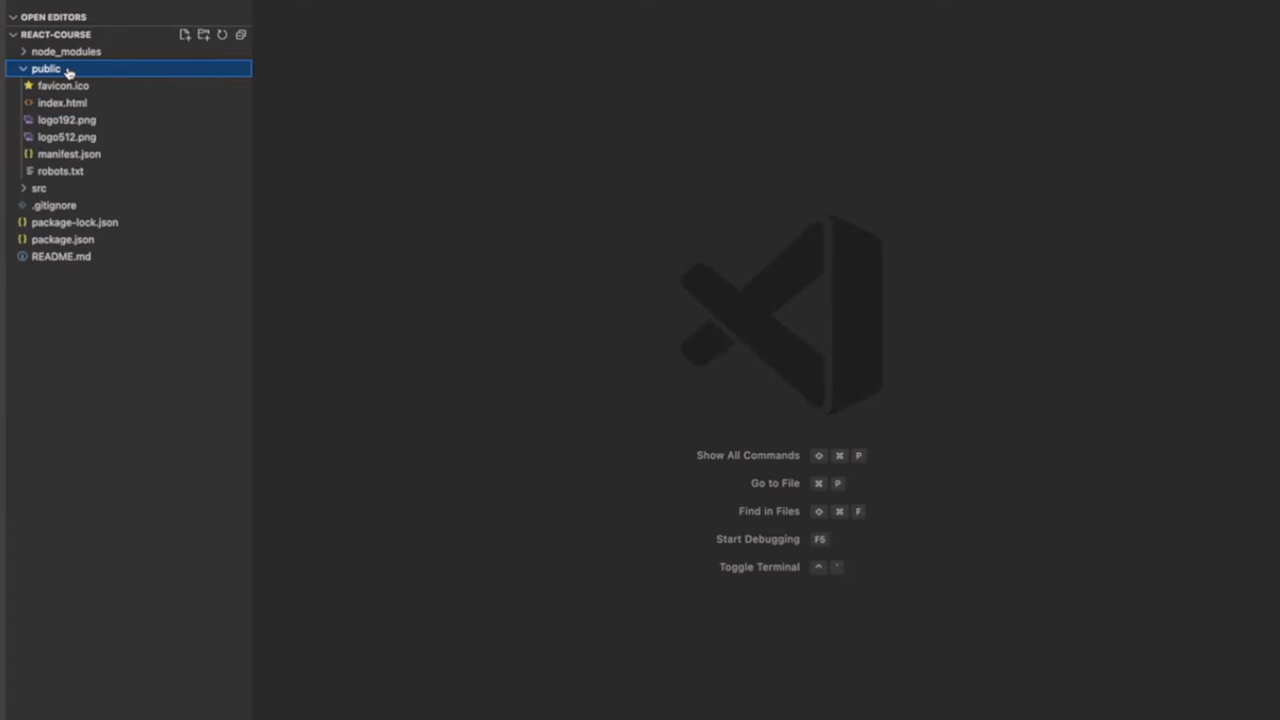 OPEN EDITORS
REACT-COURSE
node_modules
public
favicon.ico
index.html
logo192.png
logo512.png
manifest.json
robots.txt
src
.gitignore
package-lock.json
package.json
README.md
Show All Commands ⇧ ⌘ P
Go to File ⌘ P
Find in Files ⇧ ⌘ F
Start Debugging F5
Toggle Terminal ^ `